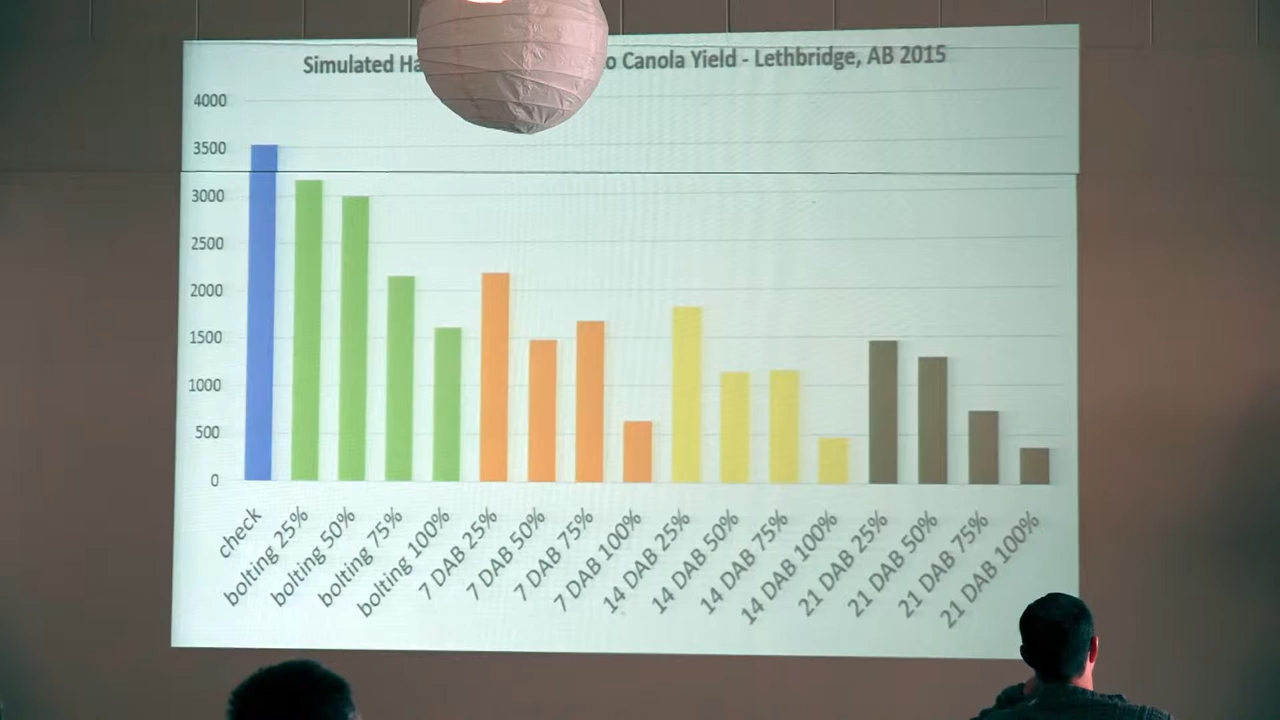 Simulated Ha o Canola Yield - Lethbridge, AB 2015
4000
3500
3000
2500
2000
1500
1000
500
0
check
bolting 25%
bolting 50%
bolting 75%
bolting 100%
7 DAB 25%
7 DAB 50%
7 DAB 75%
7 DAB 100%
14 DAB 25%
14 DAB 50%
14 DAB 75%
14 DAB 100%
21 DAB 25%
21 DAB 50%
21 DAB 75%
21 DAB 100%